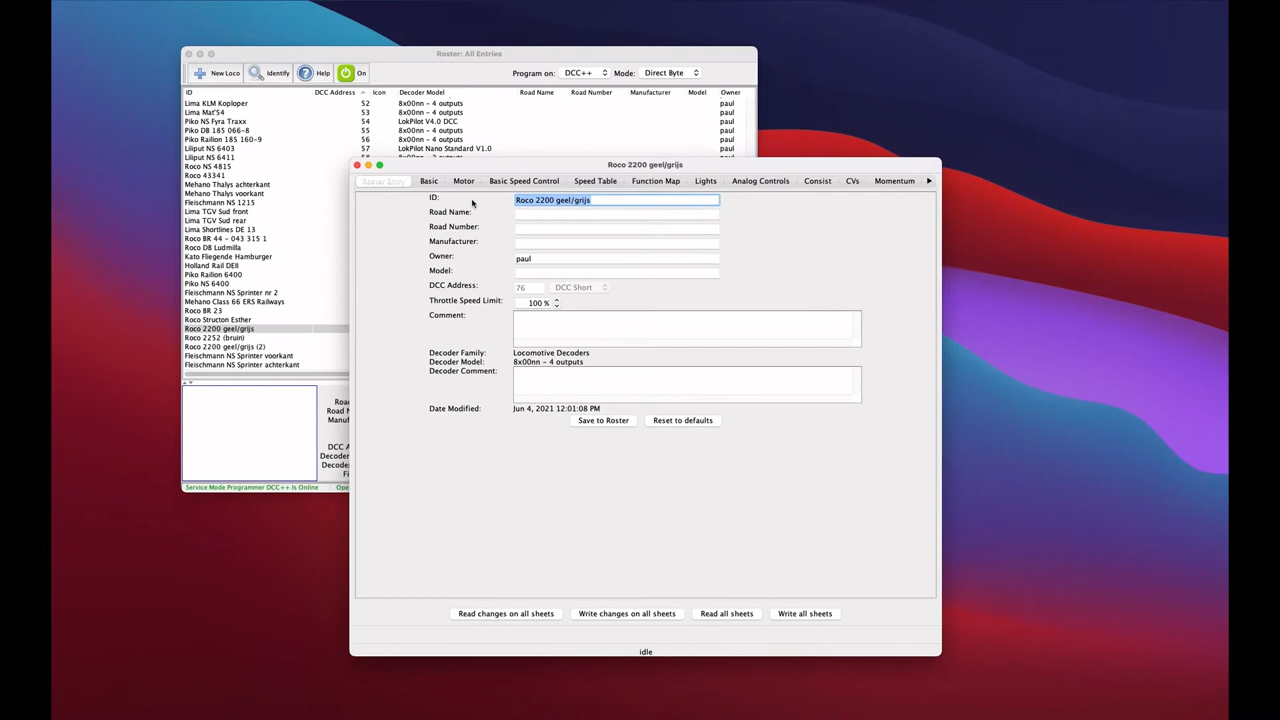 Roster: All Entries
New Loco Identify Help On Program on: DCC++ Mode: Direct Byte
ID DCC Address Icon Decoder Model Road Name Road Number Manufacturer Model Owner
Lima KLM Koploper 52 8x00nn - 4 outputs paul
Lima Mat'54 53 8x00nn - 4 outputs paul
Piko NS Fyra Traxx 54 LokPilot V4.0 DCC paul
Piko DB 185 066-8 55 8x00nn - 4 outputs paul
Piko Railion 185 160-9 56 8x00nn - 4 outputs paul
Liliput NS 6403 57 LokPilot Nano Standard V1.0 paul
Liliput NS 6411
Roco NS 4815
Roco 43341
Mehano Thalys achterkant
Mehano Thalys voorkant
Fleischmann NS 1215
Lima TGV Sud front
Lima TGV Sud rear
Lima Shortlines DE 13
Roco BR 44 - 043 315 1
Roco DB Ludmilla
Kato Fliegende Hamburger
Holland Rail DEII
Piko Railion 6400
Piko NS 6400
Fleischmann NS Sprinter nr 2
Mehano Class 66 ERS Railways
Roco BR 23
Roco Structon Esther
Roco 2200 geel/grijs
Roco 2252 (bruin)
Roco 2200 geel/grijs (2)
Fleischmann NS Sprinter voorkant
Fleischmann NS Sprinter achterkant
Roa
Road N
Manuf
DCC A
Decoder
Decode
Fi
Service Mode Programmer DCC++ Is Online Ope
Roco 2200 geel/grijs
Roster Entry Basic Motor Basic Speed Control Speed Table Function Map Lights Analog Controls Consist CVs Momentum
ID: Roco 2200 geel/grijs
Road Name:
Road Number:
Manufacturer:
Owner: paul
Model:
DCC Address: 76 DCC Short
Throttle Speed Limit: 100 %
Comment:
Decoder Family: Locomotive Decoders
Decoder Model: 8x00nn - 4 outputs
Decoder Comment:
Date Modified: Jun 4, 2021 12:01:08 PM
Save to Roster Reset to defaults
Read changes on all sheets Write changes on all sheets Read all sheets Write all sheets
idle